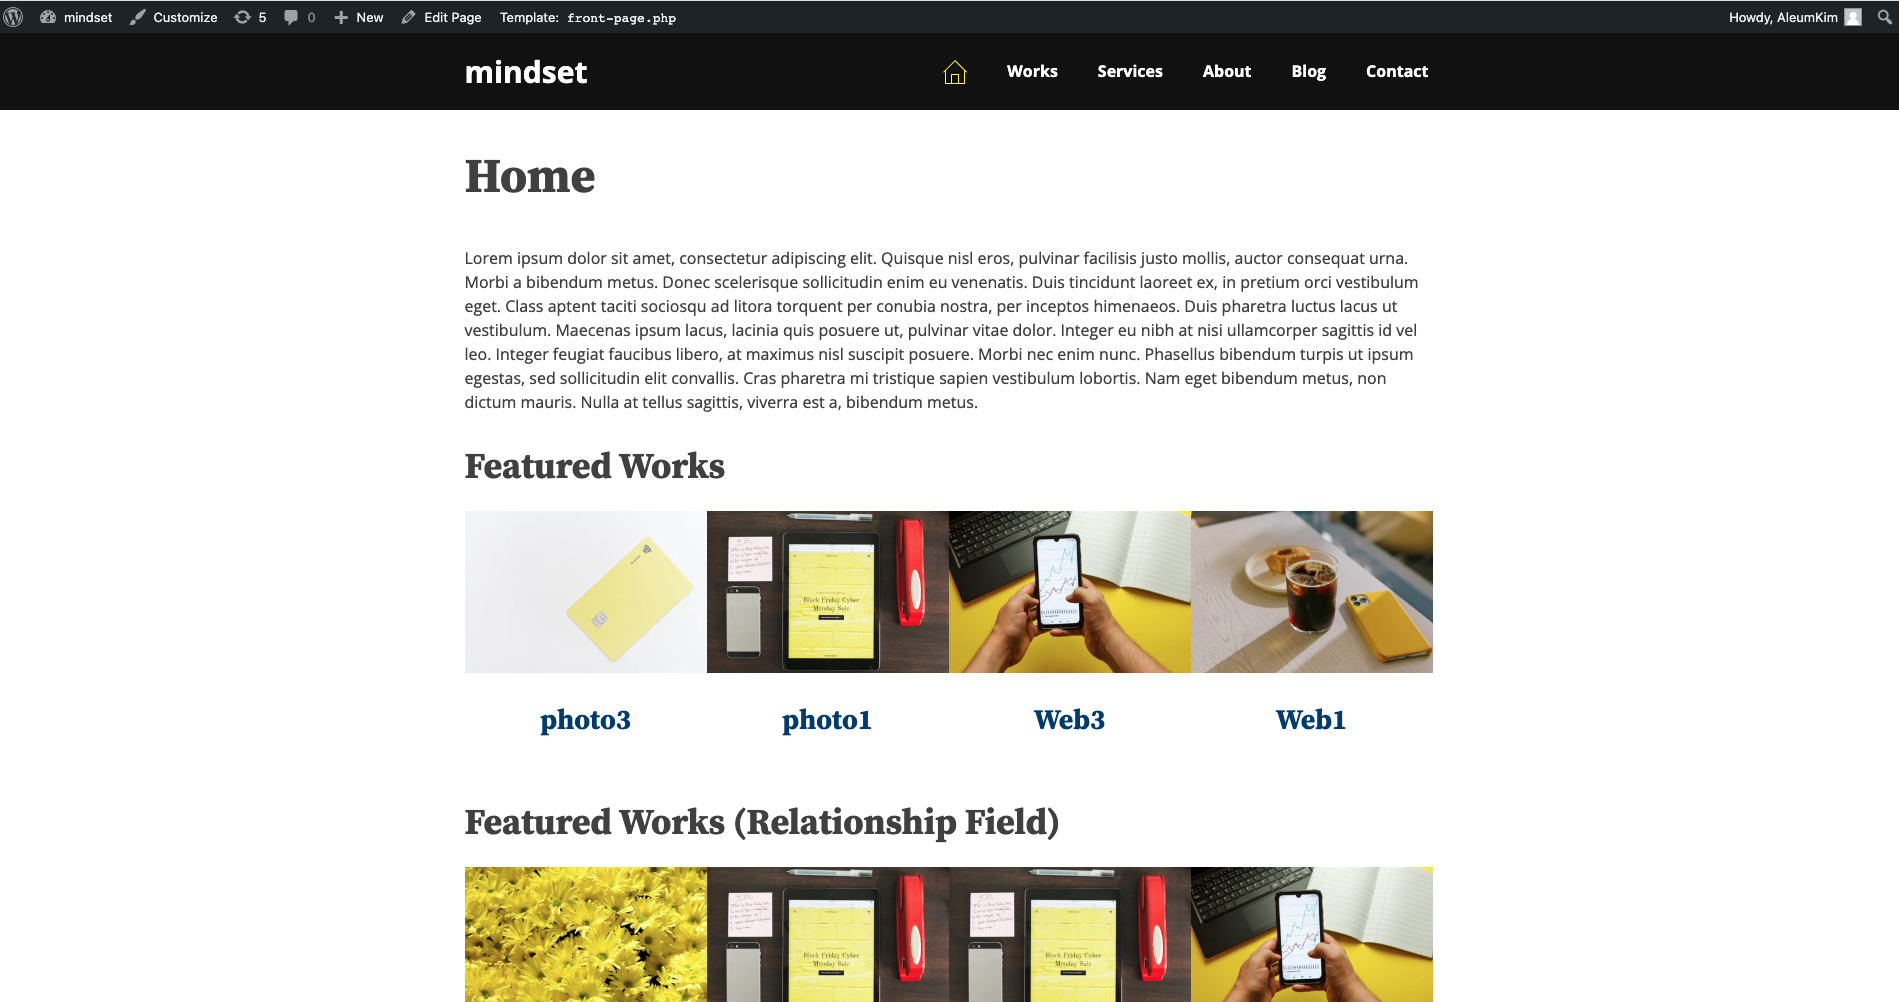 mindset Customize 5 0 New Edit Page Template: front-page.php Howdy, AleumKim
mindset Works Services About Blog Contact
Home
Lorem ipsum dolor sit amet, consectetur adipiscing elit. Quisque nisl eros, pulvinar facilisis justo mollis, auctor consequat urna.
Morbi a bibendum metus. Donec scelerisque sollicitudin enim eu venenatis. Duis tincidunt laoreet ex, in pretium orci vestibulum
eget. Class aptent taciti sociosqu ad litora torquent per conubia nostra, per inceptos himenaeos. Duis pharetra luctus lacus ut
vestibulum. Maecenas ipsum lacus, lacinia quis posuere ut, pulvinar vitae dolor. Integer eu nibh at nisi ullamcorper sagittis id vel
leo. Integer feugiat faucibus libero, at maximus nisl suscipit posuere. Morbi nec enim nunc. Phasellus bibendum turpis ut ipsum
egestas, sed sollicitudin elit convallis. Cras pharetra mi tristique sapien vestibulum lobortis. Nam eget bibendum metus, non
dictum mauris. Nulla at tellus sagittis, viverra est a, bibendum metus.
Featured Works
Black Friday Cyber
Monday Sale
photo3 photo1 Web3 Web1
Featured Works (Relationship Field)
Black Friday Cyber
Monday Sale
Black Friday Cyber
Monday Sale